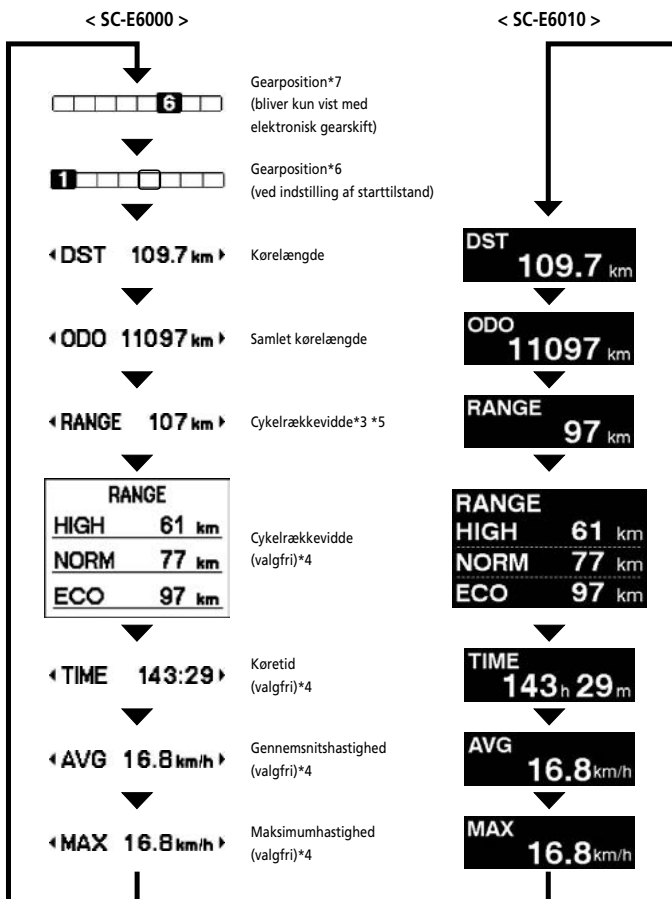 < SC-E6000 >
< SC-E6010 >
6
Gearposition*7
(bliver kun vist med
elektronisk gearskift)
1
Gearposition*6
(ved indstilling af starttilstand)
DST 109.7 km
Kørelængde
DST
109.7 km
ODO 11097 km
Samlet kørelængde
ODO
11097 km
RANGE 107 km
Cykelrækkevidde*3 *5
RANGE
97 km
RANGE
HIGH 61 km
NORM 77 km
ECO 97 km
Cykelrækkevidde
(valgfri)*4
RANGE
HIGH 61 km
NORM 77 km
ECO 97 km
TIME 143:29
Køretid
(valgfri)*4
TIME
143 h 29 m
AVG 16.8 km/h
Gennemsnitshastighed
(valgfri)*4
AVG
16.8 km/h
MAX 16.8 km/h
Maksimumhastighed
(valgfri)*4
MAX
16.8 km/h